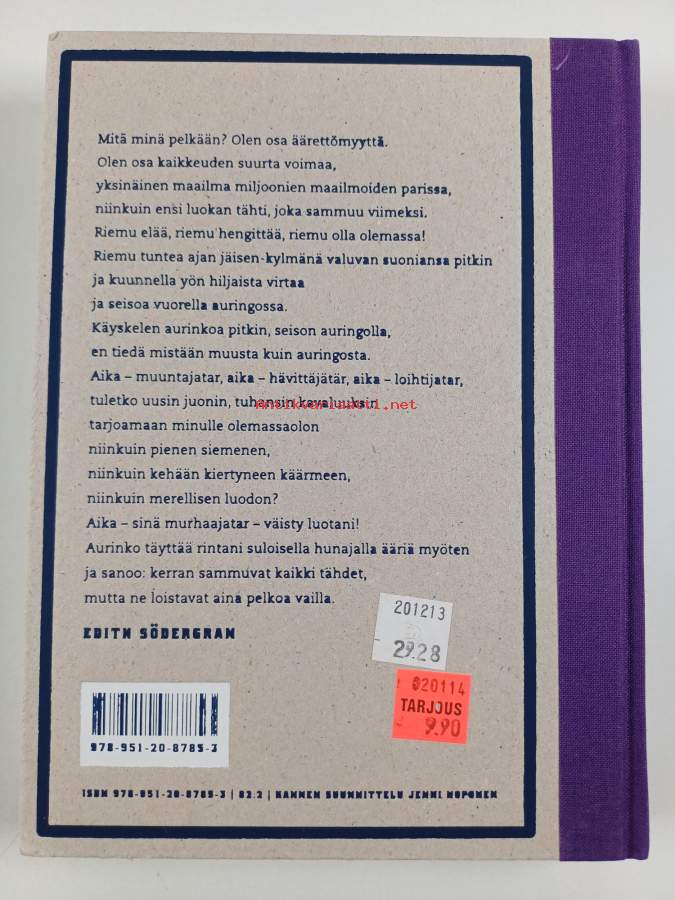 Mitä minä pelkään? Olen osa äärettömyyttä.
Olen osa kaikkeuden suurta voimaa,
yksinäinen maailma miljoonien maailmoiden parissa,
niinkuin ensi luokan tähti, joka sammuu viimeksi.
Riemu elää, riemu hengittää, riemu olla olemassa!
Riemu tuntea ajan jäisen-kylmänä valuvan suoniansa pitkin
ja kuunnella yön hiljaista virtaa
ja seisoa vuorella auringossa.
Käyskelen aurinkoa pitkin, seison auringolla,
en tiedä mistään muusta kuin auringosta.
Aika – muuntajatar, aika – hävittäjätär, aika – loihtijatar,
tuletko uusin juonin, tuhansin kavaluuksin
Antikvariaatti.net
tarjoamaan minulle olemassaolon
niinkuin pienen siemenen,
niinkuin kehään kiertyneen käärmeen,
niinkuin merellisen luodon?
Aika – sinä murhaajatar – väisty luotani!
Aurinko täyttää rintani suloisella hunajalla ääriä myöten
ja sanoo: kerran sammuvat kaikki tähdet,
mutta ne loistavat aina pelkoa vailla.
EDITH SÖDERGRAN
201213
29.28
020114
TARJOUS
9.90
978-951-20-8785-3
ISBN 978-951-20-8785-3 | 82.2 | KANNEN SUUNNITTELU JENNI NOPONEN